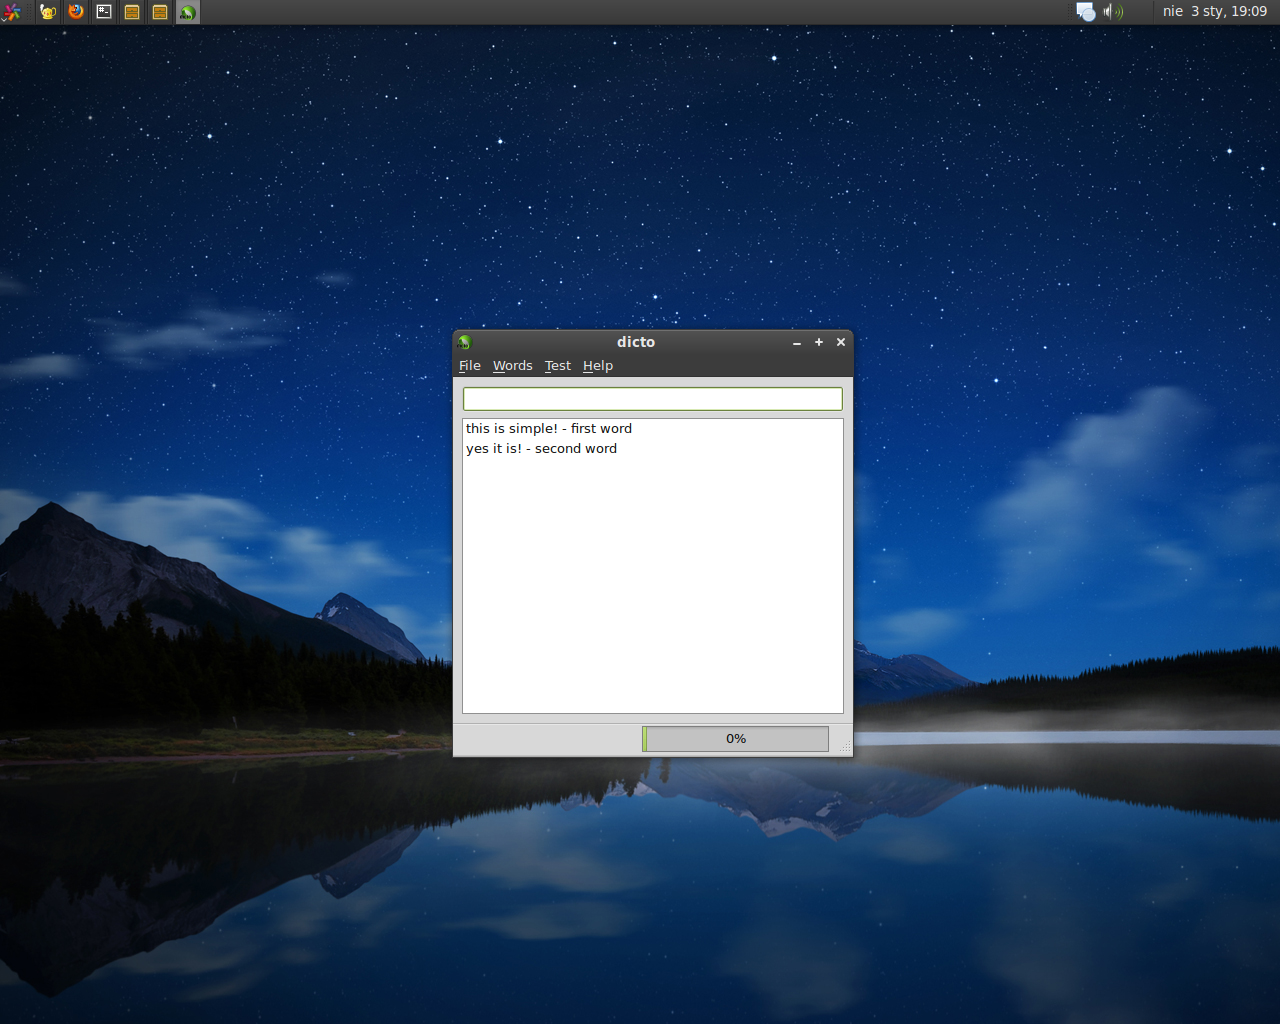 nie 3 sty, 19:09
dicto
File Words Test Help
this is simple! - first word
yes it is! - second word
0%